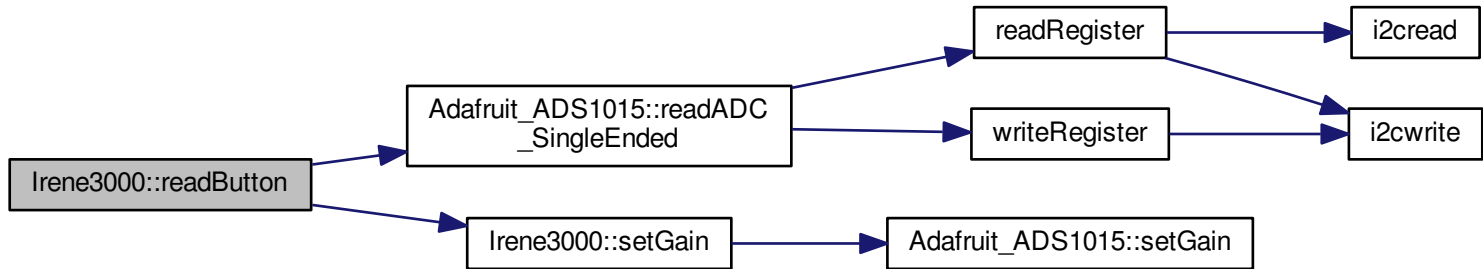 Irene3000::readButton
Adafruit_ADS1015::readADC
_SingleEnded
readRegister
i2cread
writeRegister
i2cwrite
Irene3000::setGain
Adafruit_ADS1015::setGain